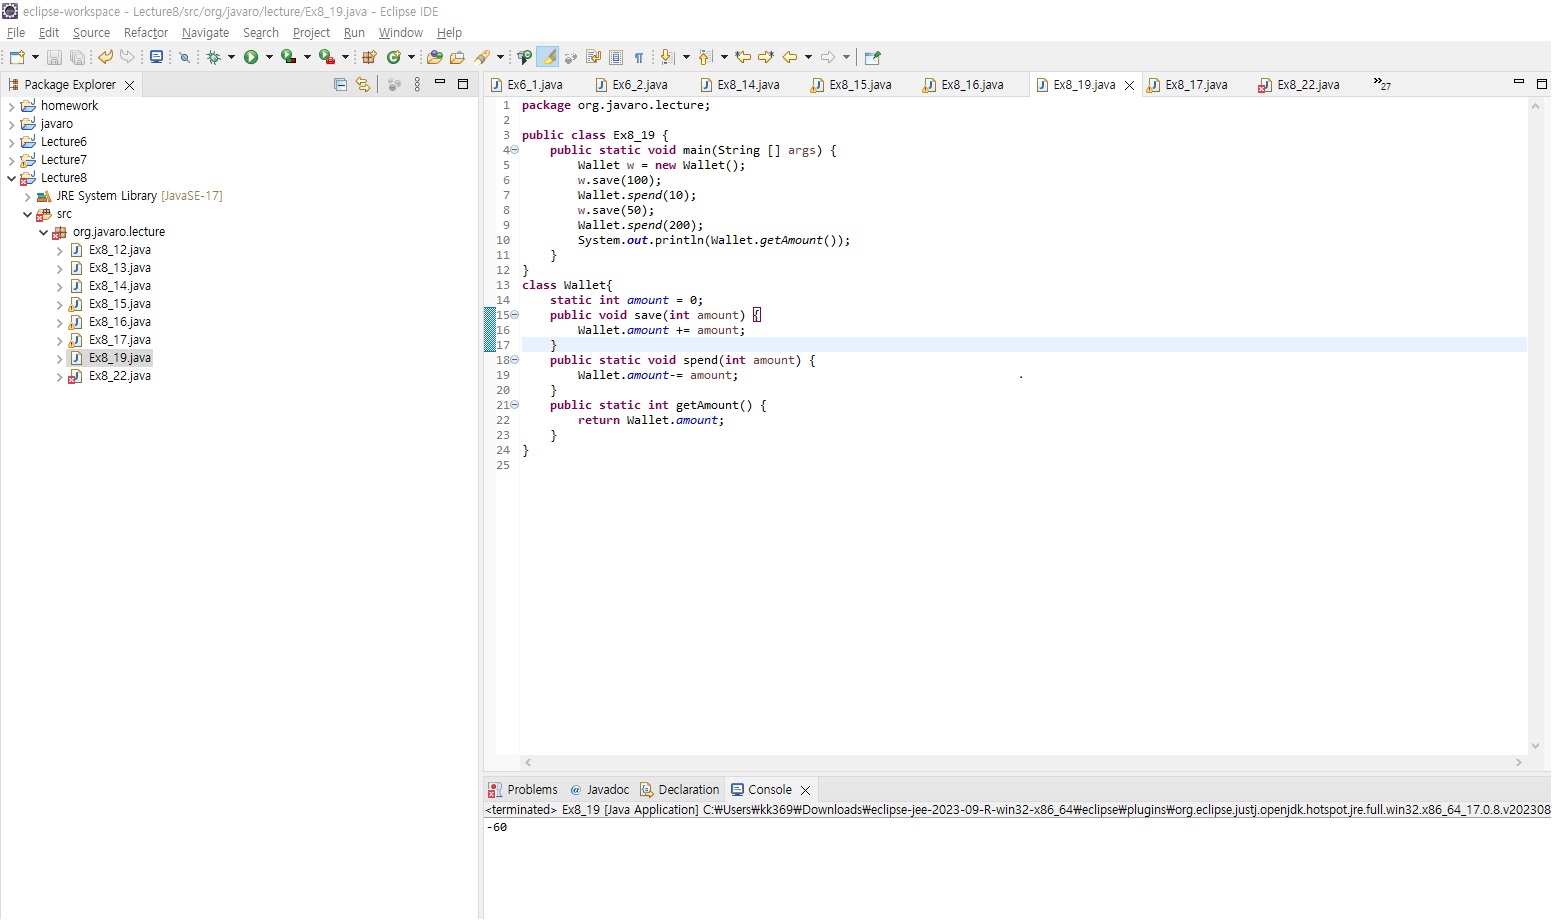 eclipse-workspace - Lecture8/src/org/javaro/lecture/Ex8_19.java - Eclipse IDE
File Edit Source Refactor Navigate Search Project Run Window Help
Package Explorer
homework
javaro
Lecture6
Lecture7
Lecture8
JRE System Library [JavaSE-17]
src
org.javaro.lecture
Ex8_12.java
Ex8_13.java
Ex8_14.java
Ex8_15.java
Ex8_16.java
Ex8_17.java
Ex8_19.java
Ex8_22.java
Ex6_1.java Ex6_2.java Ex8_14.java Ex8_15.java Ex8_16.java Ex8_19.java Ex8_17.java Ex8_22.java »27
1 package org.javaro.lecture;
2
3 public class Ex8_19 {
4 public static void main(String [] args) {
5 Wallet w = new Wallet();
6 w.save(100);
7 Wallet.spend(10);
8 w.save(50);
9 Wallet.spend(200);
10 System.out.println(Wallet.getAmount());
11 }
12 }
13 class Wallet{
14 static int amount = 0;
15 public void save(int amount) {
16 Wallet.amount += amount;
17 }
18 public static void spend(int amount) {
19 Wallet.amount-= amount;
20 }
21 public static int getAmount() {
22 return Wallet.amount;
23 }
24 }
25
Problems @ Javadoc Declaration Console
<terminated> Ex8_19 [Java Application] C:₩Users₩kk369₩Downloads₩eclipse-jee-2023-09-R-win32-x86_64₩eclipse₩plugins₩org.eclipse.justj.openjdk.hotspot.jre.full.win32.x86_64_17.0.8.v202308
-60